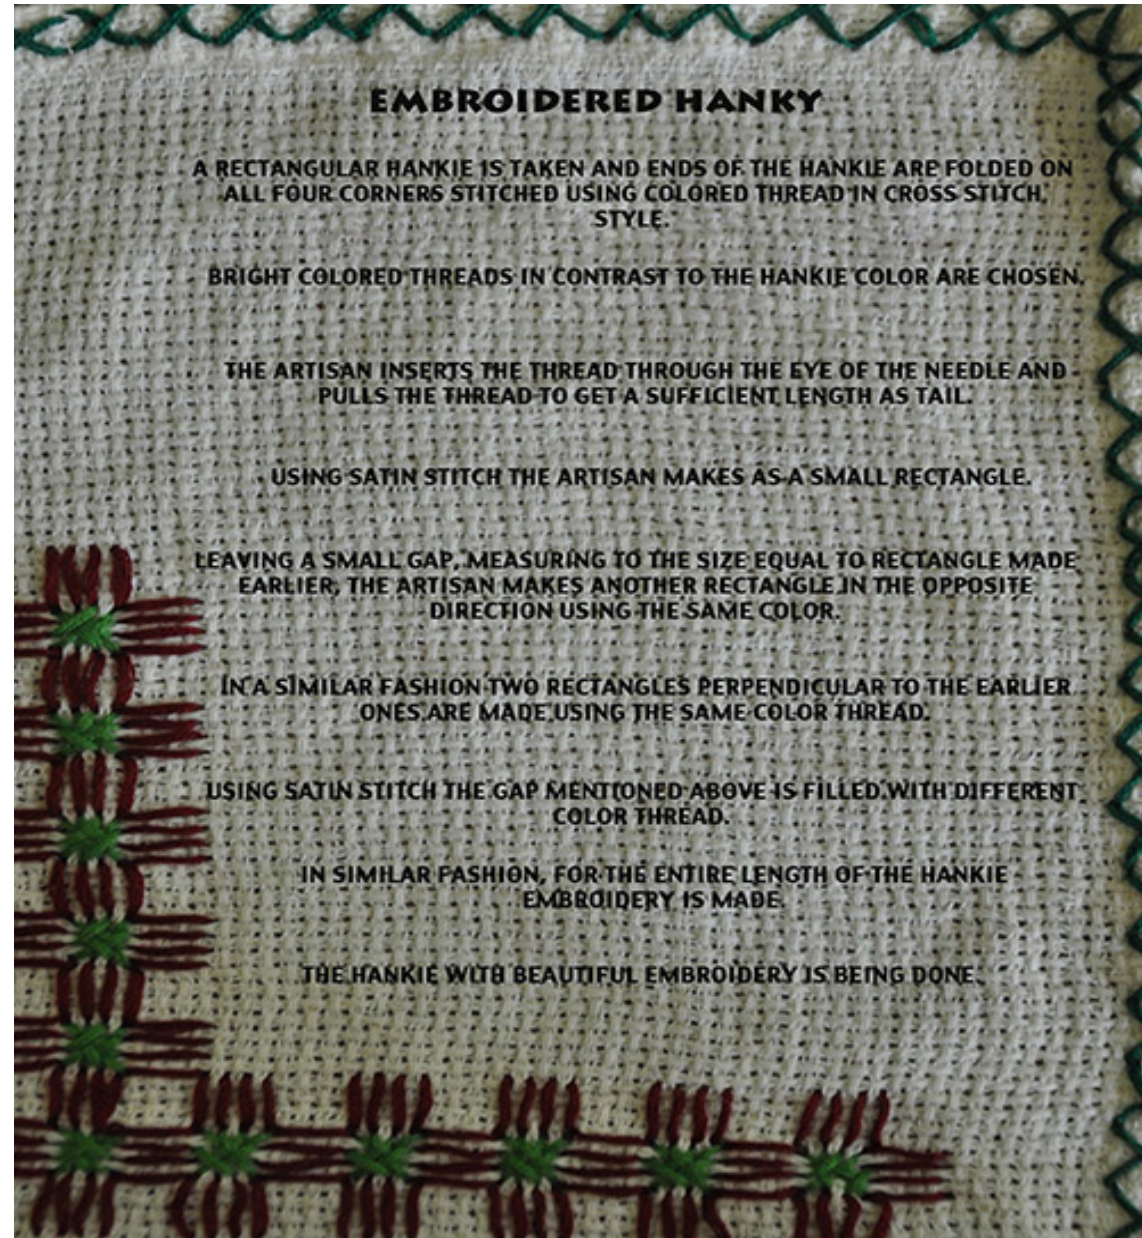 EMBROIDERED HANKY
A RECTANGULAR HANKIE IS TAKEN AND ENDS OF THE HANKIE ARE FOLDED ON
ALL FOUR CORNERS STITCHED USING COLORED THREAD IN CROSS STITCH
STYLE.
BRIGHT COLORED THREADS IN CONTRAST TO THE HANKIE COLOR ARE CHOSEN.
THE ARTISAN INSERTS THE THREAD THROUGH THE EYE OF THE NEEDLE AND
PULLS THE THREAD TO GET A SUFFICIENT LENGTH AS TAIL.
USING SATIN STITCH THE ARTISAN MAKES AS A SMALL RECTANGLE.
LEAVING A SMALL GAP, MEASURING TO THE SIZE EQUAL TO RECTANGLE MADE
EARLIER, THE ARTISAN MAKES ANOTHER RECTANGLE IN THE OPPOSITE
DIRECTION USING THE SAME COLOR.
IN A SIMILAR FASHION TWO RECTANGLES PERPENDICULAR TO THE EARLIER
ONES ARE MADE USING THE SAME COLOR THREAD.
USING SATIN STITCH THE GAP MENTIONED ABOVE IS FILLED WITH DIFFERENT
COLOR THREAD.
IN SIMILAR FASHION, FOR THE ENTIRE LENGTH OF THE HANKIE
EMBROIDERY IS MADE.
THE HANKIE WITH BEAUTIFUL EMBROIDERY IS BEING DONE.